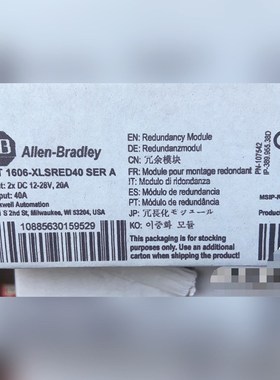 Allen-Bradley
1606-XLSRED40 SER A
2x DC 12-28V, 20A
40A
Automation
S 2nd St, Milwaukee, WI 53204, USA
10885630159529
EN: Redundancy Module
DE: Redundanzmodul
CN: 冗余模块
FR: Module pour montage redondant
IT: Modulo di ridondanza
ES: Módulo de redundancia
PT: Módulo de redundância
JP: 冗長化モジュール
KO: 이중화 모듈
This packaging is for stocking
purposes only. Use an additional
carton when shipping this product.
PN-107542